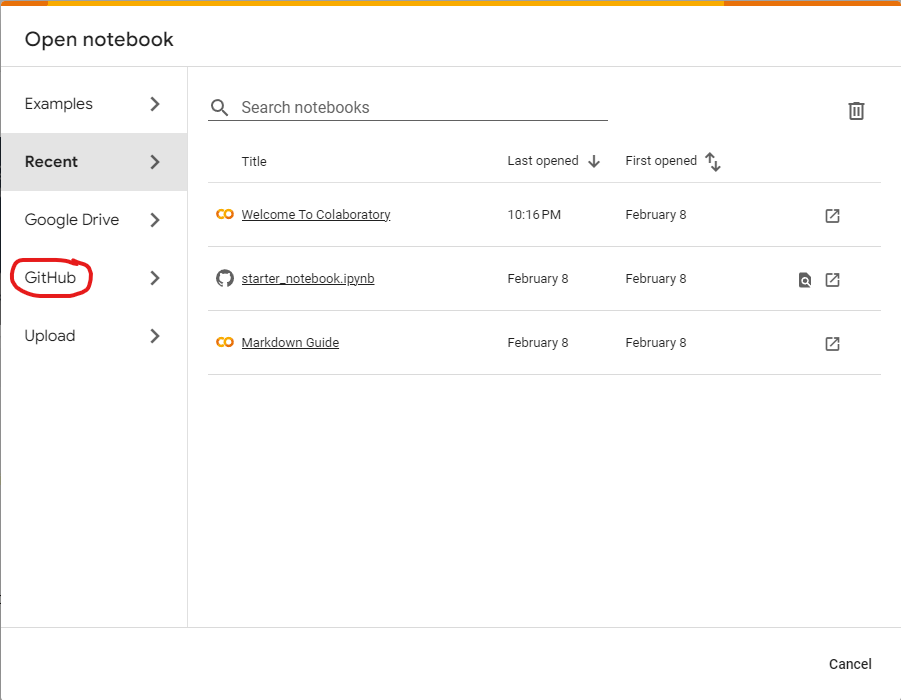 Open notebook
Examples
Recent
Google Drive
GitHub
Upload
Search notebooks
Title Last opened First opened
Welcome To Colaboratory 10:16 PM February 8
starter_notebook.ipynb February 8 February 8
Markdown Guide February 8 February 8
Cancel